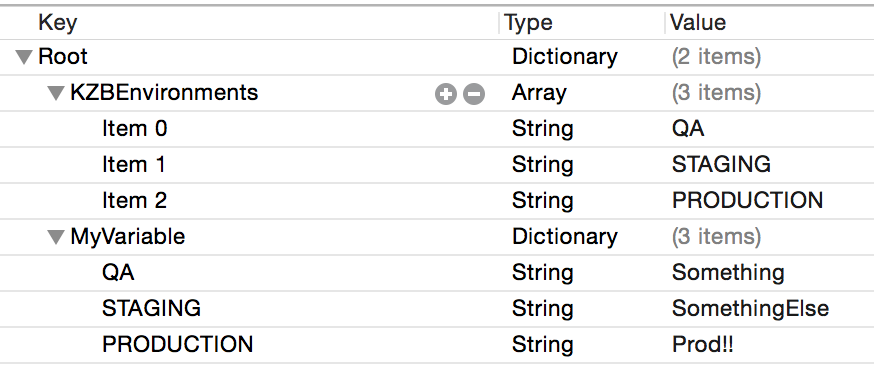 Key Type Value
Root Dictionary (2 items)
KZBEnvironments Array (3 items)
Item 0 String QA
Item 1 String STAGING
Item 2 String PRODUCTION
MyVariable Dictionary (3 items)
QA String Something
STAGING String SomethingElse
PRODUCTION String Prod!!